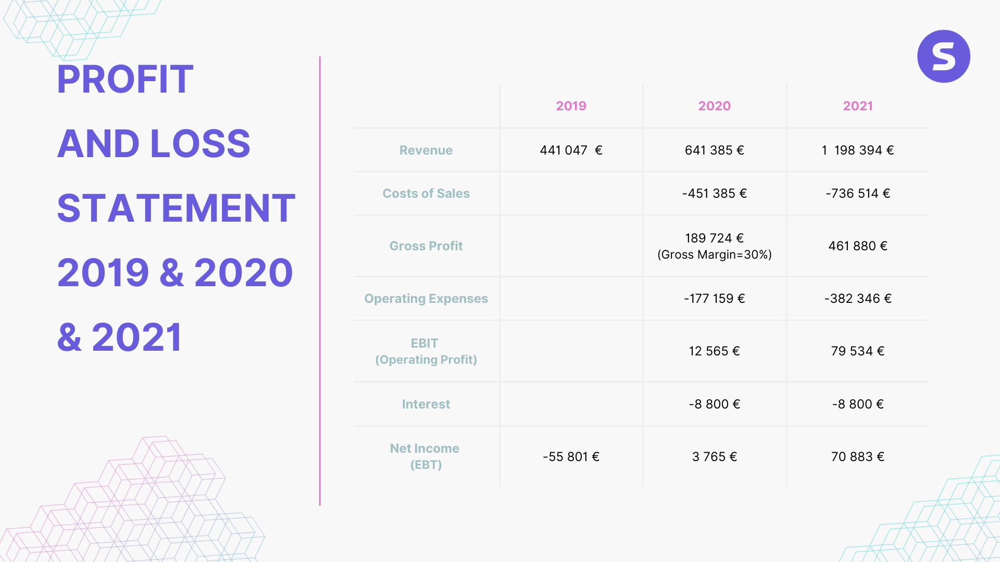 PROFIT
AND LOSS
STATEMENT
2019 & 2020
& 2021
S
2019 2020 2021
Revenue 441 047  € 641 385 € 1  198 394 €
Costs of Sales -451 385 € -736 514 €
Gross Profit 189 724 € 461 880 €
(Gross Margin=30%)
Operating Expenses -177 159 € -382 346 €
EBIT
(Operating Profit) 12 565 € 79 534 €
Interest -8 800 € -8 800 €
Net Income
(EBT) -55 801 € 3 765 € 70 883 €